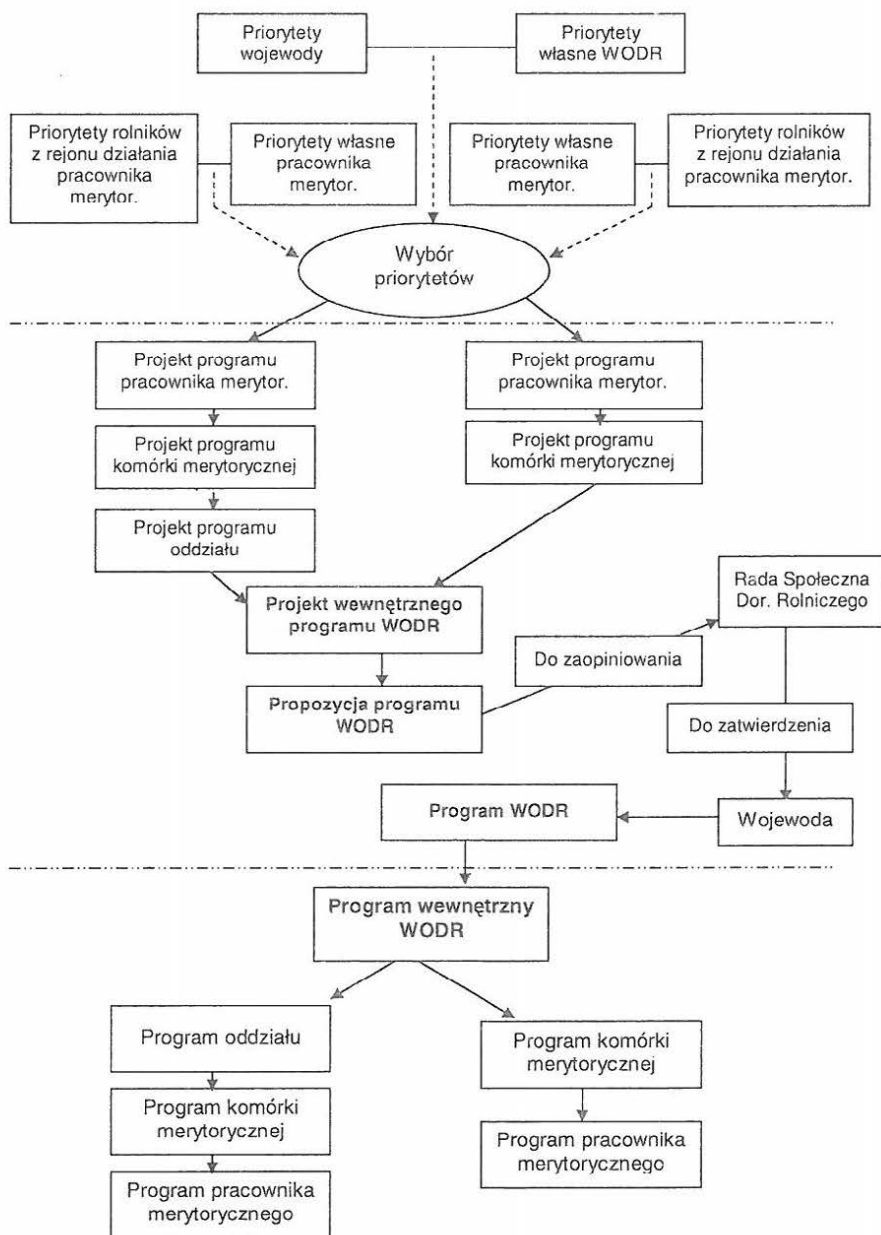 Priorytety
wojewody
Priorytety
własne WODR
Priorytety rolników
z rejonu działania
pracownika
merytor.
Priorytety własne
pracownika
merytor.
Priorytety własne
pracownika
merytor.
Priorytety rolników
z rejonu działania
pracownika
merytor.
Wybór
priorytetów
Projekt programu
pracownika merytor.
Projekt programu
pracownika merytor.
Projekt programu
komórki merytorycznej
Projekt programu
komórki merytorycznej
Projekt programu
oddziału
Projekt wewnętrznego
programu WODR
Rada Społeczna
Dor. Rolniczego
Do zaopiniowania
Propozycja programu
WODR
Do zatwierdzenia
Program WODR
Wojewoda
Program wewnętrzny
WODR
Program oddziału
Program komórki
merytorycznej
Program komórki
merytorycznej
Program pracownika
merytorycznego
Program pracownika
merytorycznego